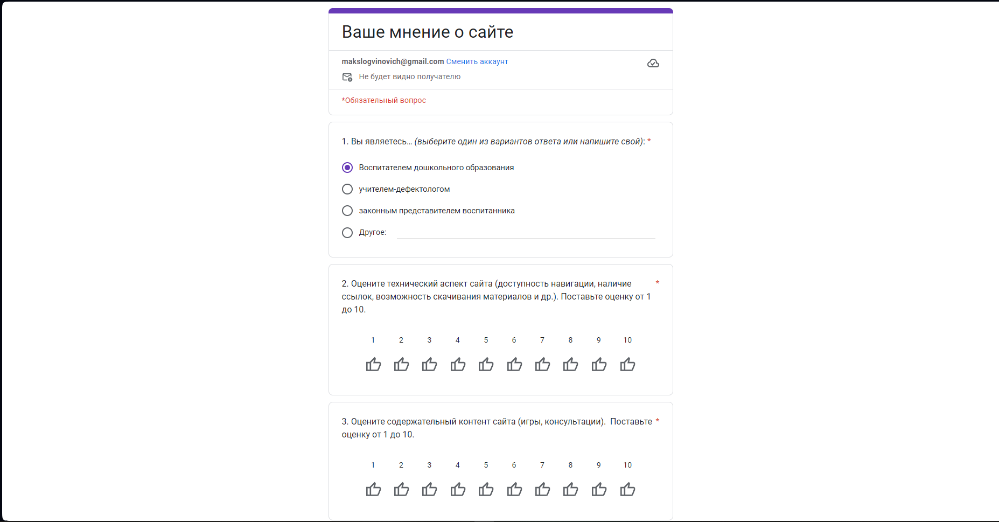 Ваше мнение о сайте
makslogvinovich@gmail.com Сменить аккаунт
Не будет видно получателю
*Обязательный вопрос
1. Вы являетесь... (выберите один из вариантов ответа или напишите свой): *
Воспитателем дошкольного образования
учителем-дефектологом
законным представителем воспитанника
Другое:
2. Оцените технический аспект сайта (доступность навигации, наличие *
ссылок, возможность скачивания материалов и др.). Поставьте оценку от 1
до 10.
1 2 3 4 5 6 7 8 9 10
3. Оцените содержательный контент сайта (игры, консультации).  Поставьте *
оценку от 1 до 10.
1 2 3 4 5 6 7 8 9 10